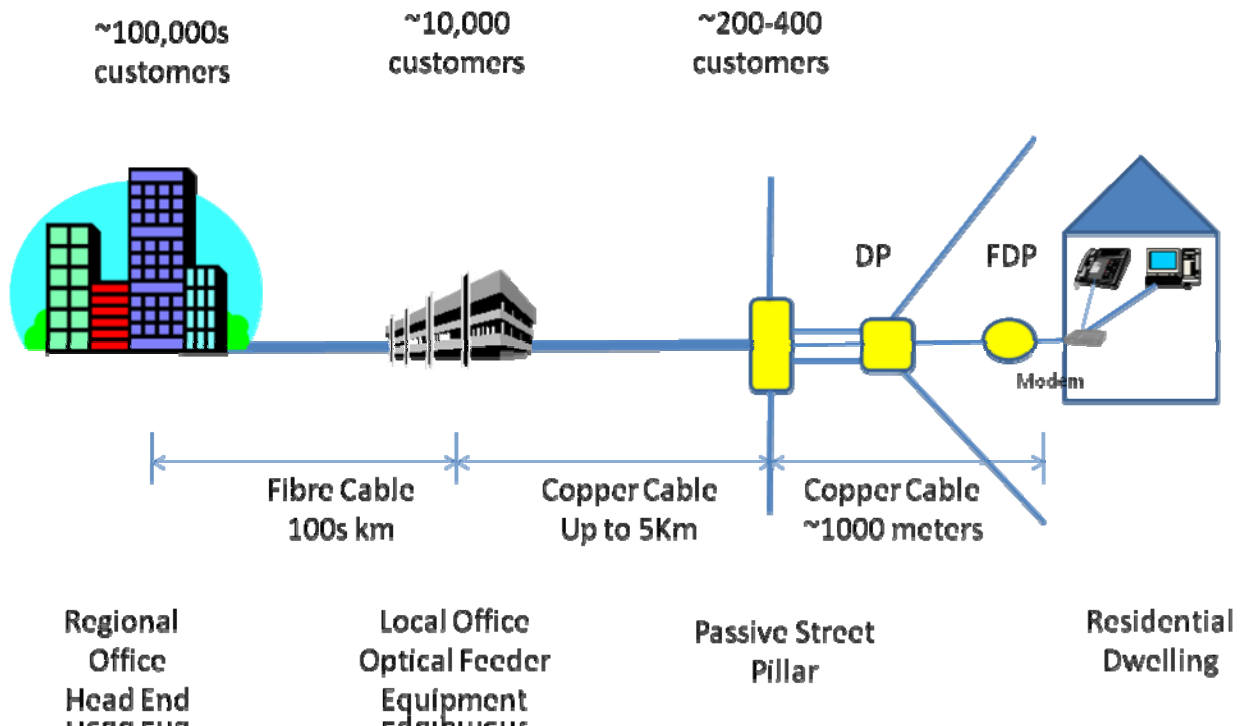 ~100,000s
customers
~10,000
customers
~200-400
customers
DP
FDP
Modem
Fibre Cable
100s km
Copper Cable
Up to 5Km
Copper Cable
~1000 meters
Regional
Office
Head End
Local Office
Optical Feeder
Equipment
Passive Street
Pillar
Residential
Dwelling